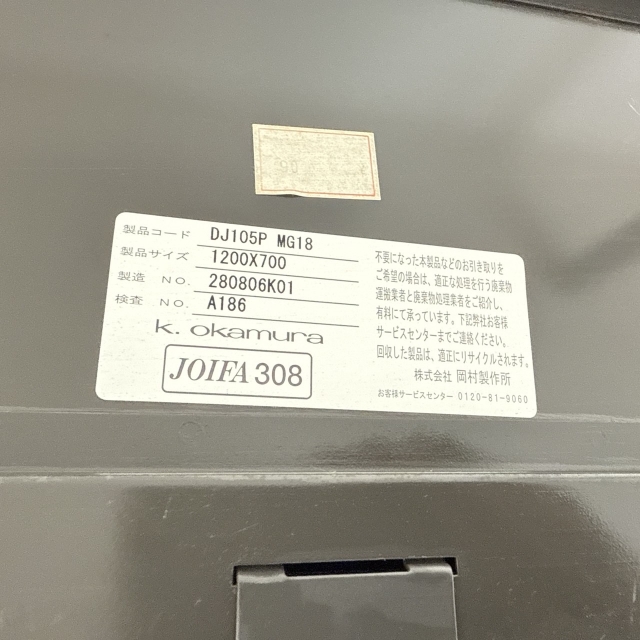 製品コード DJ105P MG18
製品サイズ 1200X700
製造 NO. 280806K01
検査 NO. A186
k. okamura
JOIFA 308
不要になった本製品などのお引き取りを
ご希望の場合は、適正な処理を行う廃棄物
運搬業者と廃棄物処理業者をご紹介し、
有料にて承っています。下記弊社お客様
サービスセンターまでご連絡ください。
回収した製品は、適正にリサイクルされます。
株式会社 岡村製作所
お客様サービスセンター 0120-81-9060